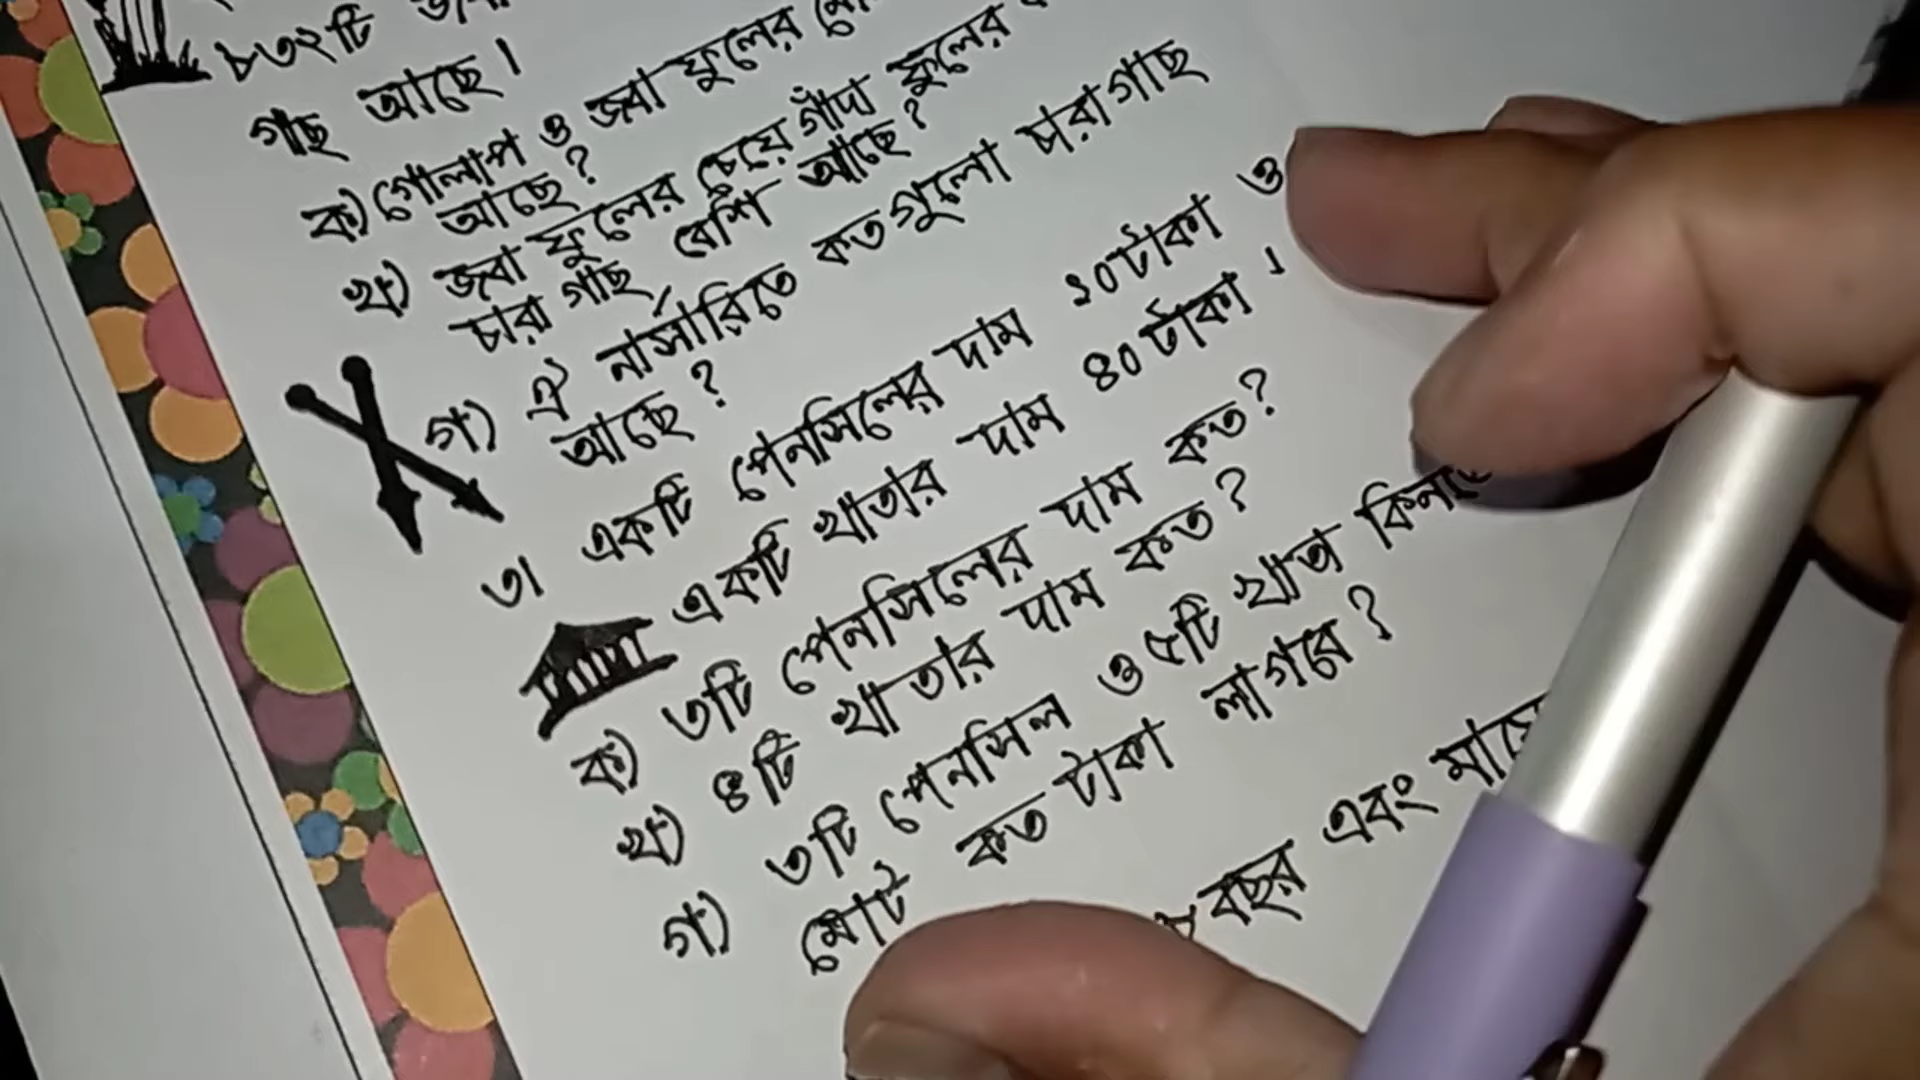 ৮৩২টি
গাছ আছে।
ক) গোলাপ ও জবা ফুলের
আছে?
খ) জবা ফুলের চেয়ে গাঁদা ফুলের
চারা গাছ বেশি আছে?
গ) ঐ নার্সারিতে কতগুলো চারাগাছ
আছে?
৩। একটি পেনসিলের দাম ১০টাকা ও
একটি খাতার দাম ৪০টাকা।
ক) ৩টি পেনসিলের দাম কত?
খ) ৪টি খাতার দাম কত?
গ) ৩টি পেনসিল ও ৫টি খাতা
মোট কত টাকা লাগবে?
বছর এবং